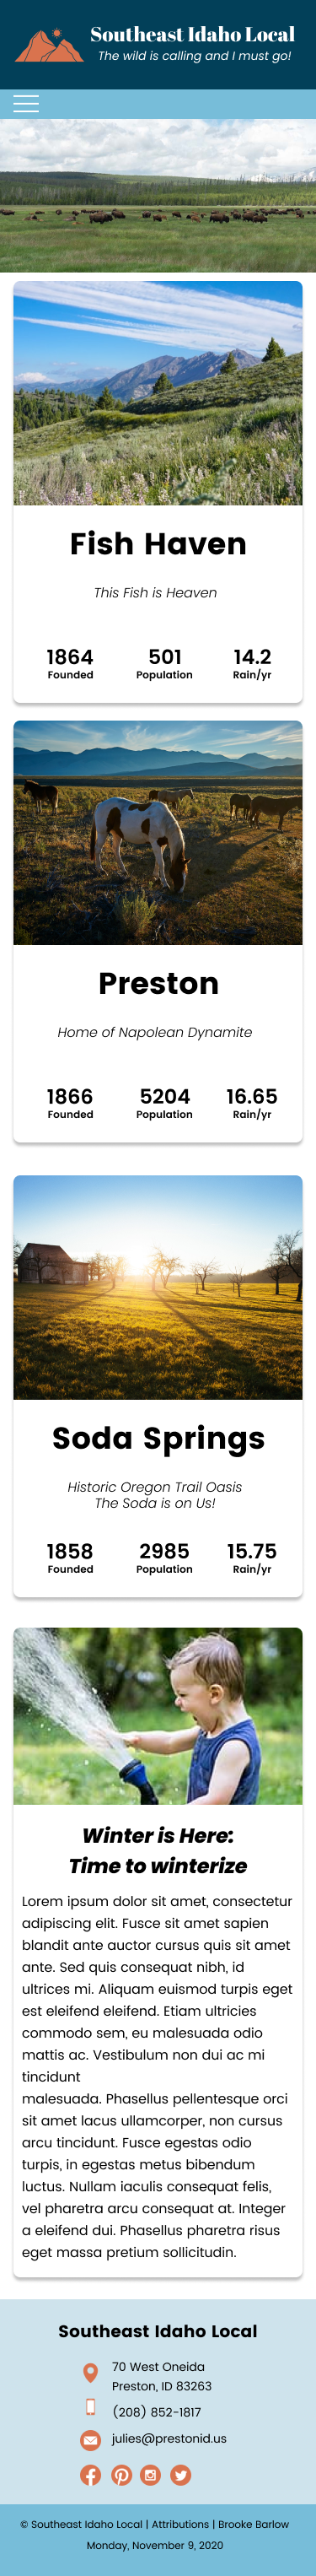 Southeast Idaho Local
The wild is calling and I must go!
Fish Haven
This Fish is Heaven
1864 501 14.2
Founded Population Rain/yr
Preston
Home of Napolean Dynamite
1866 5204 16.65
Founded Population Rain/yr
Soda Springs
Historic Oregon Trail Oasis
The Soda is on Us!
1858 2985 15.75
Founded Population Rain/yr
Winter is Here:
Time to winterize
Lorem ipsum dolor sit amet, consectetur
adipiscing elit. Fusce sit amet sapien
blandit ante auctor cursus quis sit amet
ante. Sed quis consequat nibh, id
ultrices mi. Aliquam euismod turpis eget
est eleifend eleifend. Etiam ultricies
commodo sem, eu malesuada odio
mattis ac. Vestibulum non dui ac mi
tincidunt
malesuada. Phasellus pellentesque orci
sit amet lacus ullamcorper, non cursus
arcu tincidunt. Fusce egestas odio
turpis, in egestas metus bibendum
luctus. Nullam iaculis consequat felis,
vel pharetra arcu consequat at. Integer
a eleifend dui. Phasellus pharetra risus
eget massa pretium sollicitudin.
Southeast Idaho Local
70 West Oneida
Preston, ID 83263
(208) 852-1817
julies@prestonid.us
© Southeast Idaho Local | Attributions | Brooke Barlow
Monday, November 9, 2020